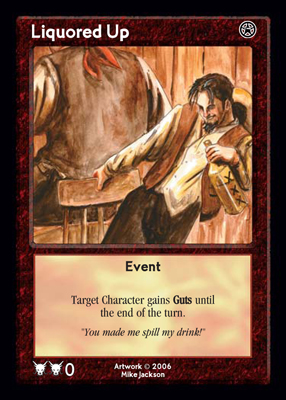 Liquored Up
Event
Target Character gains Guts until
the end of the turn.
"You made me spill my drink!"
0
Artwork © 2006
Mike Jackson